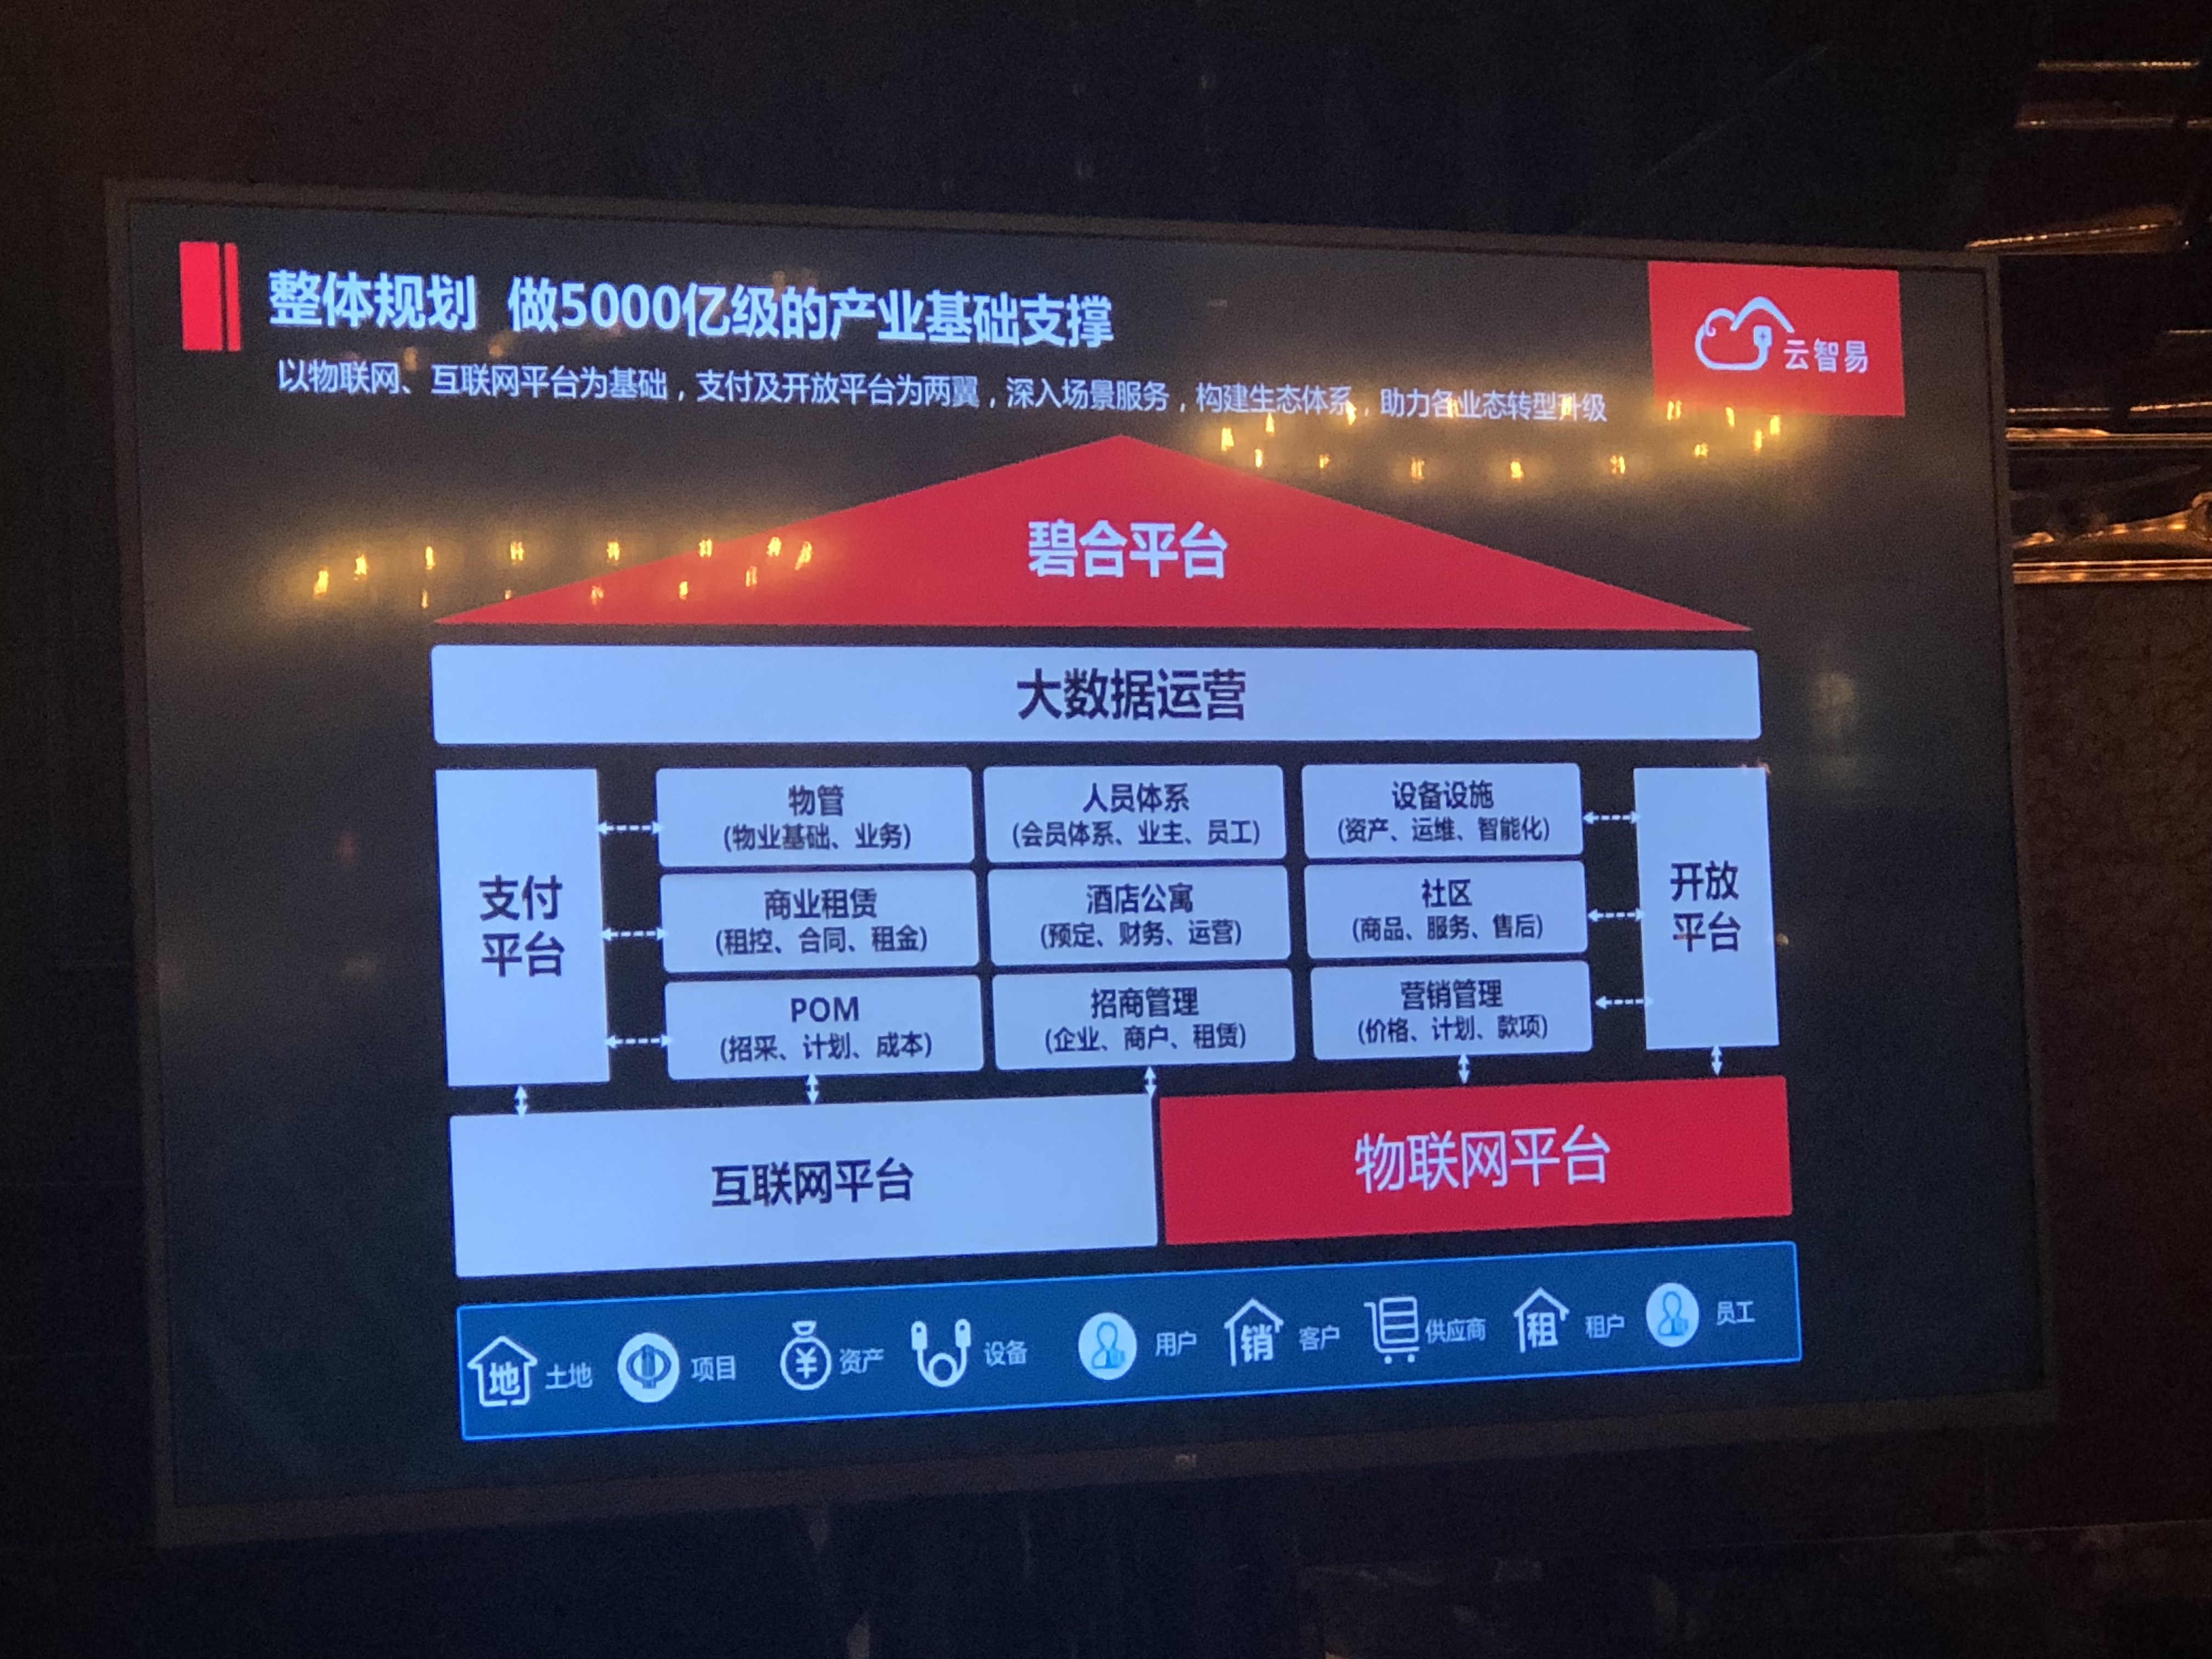 整体规划 做5000亿级的产业基础支撑
云智易
以物联网、互联网平台为基础，支付及开放平台为两翼，深入场景服务，构建生态体系，助力各业态转型升级
碧合平台
大数据运营
支付
平台
物管
(物业基础、业务)
人员体系
(会员体系、业主、员工)
设备设施
(资产、运维、智能化)
商业租赁
(租控、合同、租金)
酒店公寓
(预定、财务、运营)
社区
(商品、服务、售后)
POM
(招采、计划、成本)
招商管理
(企业、商户、租赁)
营销管理
(价格、计划、款项)
开放
平台
互联网平台
物联网平台
地 土地
项目
¥ 资产
设备
用户
销 客户
供应商
租 租户
员工